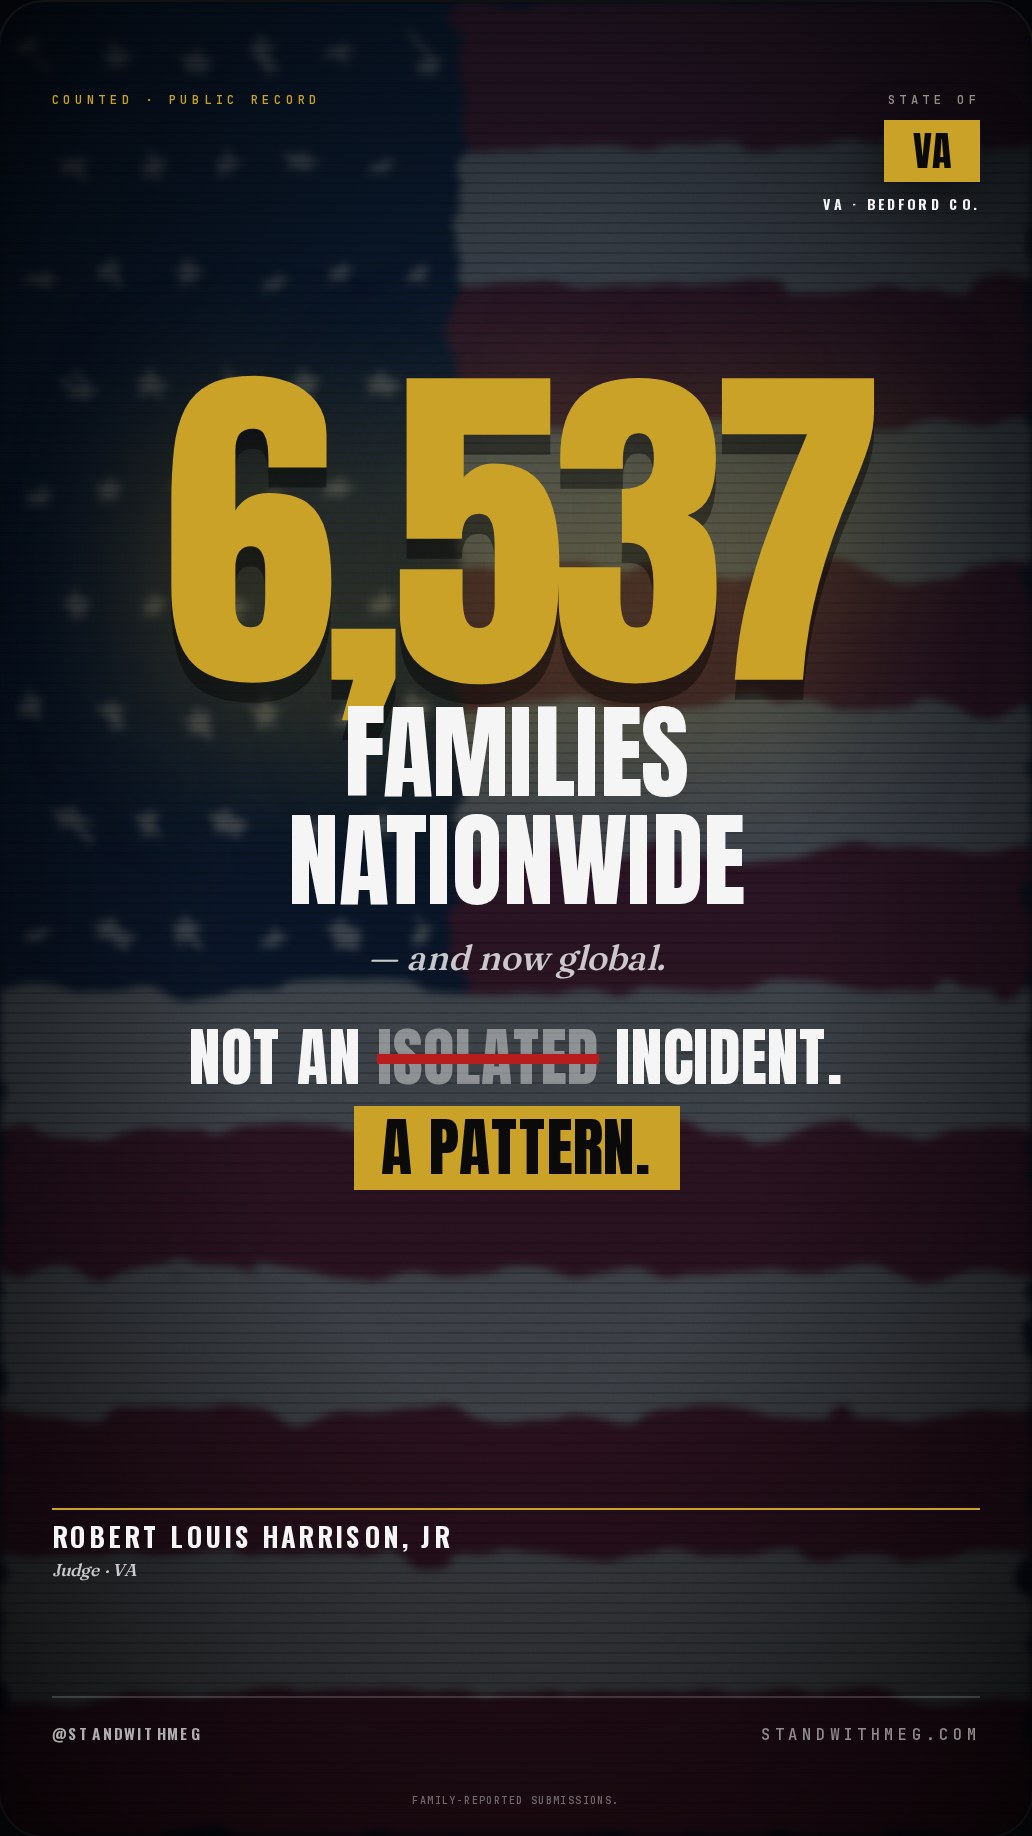 COUNTED · PUBLIC RECORD
STATE OF
VA
VA · BEDFORD CO.
6,537
FAMILIES
NATIONWIDE
— and now global.
NOT AN ISOLATED INCIDENT.
A PATTERN.
ROBERT LOUIS HARRISON, JR
Judge · VA
@STANDWITHMEG
STANDWITHMEG.COM
FAMILY-REPORTED SUBMISSIONS.